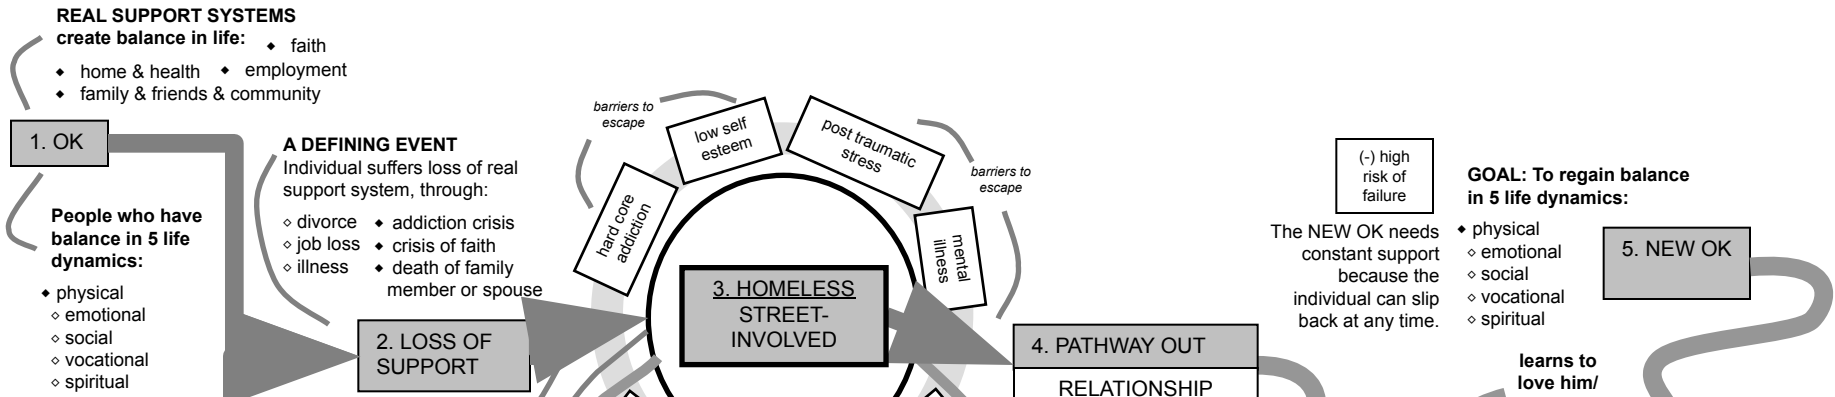 REAL SUPPORT SYSTEMS
create balance in life:
◆ faith
◆ home & health ◆ employment
◆ family & friends & community
1. OK
People who have
balance in 5 life
dynamics:
◆ physical
◇ emotional
◇ social
◇ vocational
◇ spiritual
A DEFINING EVENT
Individual suffers loss of real
support system, through:
◇ divorce ◆ addiction crisis
◇ job loss ◆ crisis of faith
◇ illness ◆ death of family
member or spouse
2. LOSS OF
SUPPORT
barriers to
escape
hard core
addiction
low self
esteem
post traumatic
stress
mental
illness
barriers to
escape
3. HOMELESS
STREET-
INVOLVED
4. PATHWAY OUT
RELATIONSHIP
(-) high
risk of
failure
The NEW OK needs
constant support
because the
individual can slip
back at any time.
GOAL: To regain balance
in 5 life dynamics:
◆ physical
◇ emotional
◇ social
◇ vocational
◇ spiritual
5. NEW OK
learns to
love him/